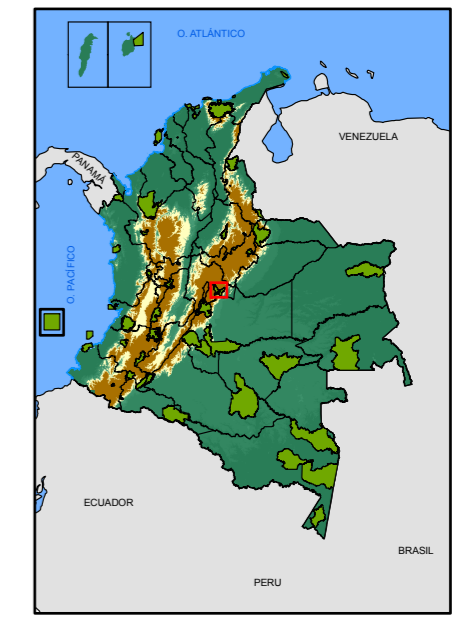 O. ATLÁNTICO
VENEZUELA
PANAMÁ
O. PACÍFICO
ECUADOR
BRASIL
PERU